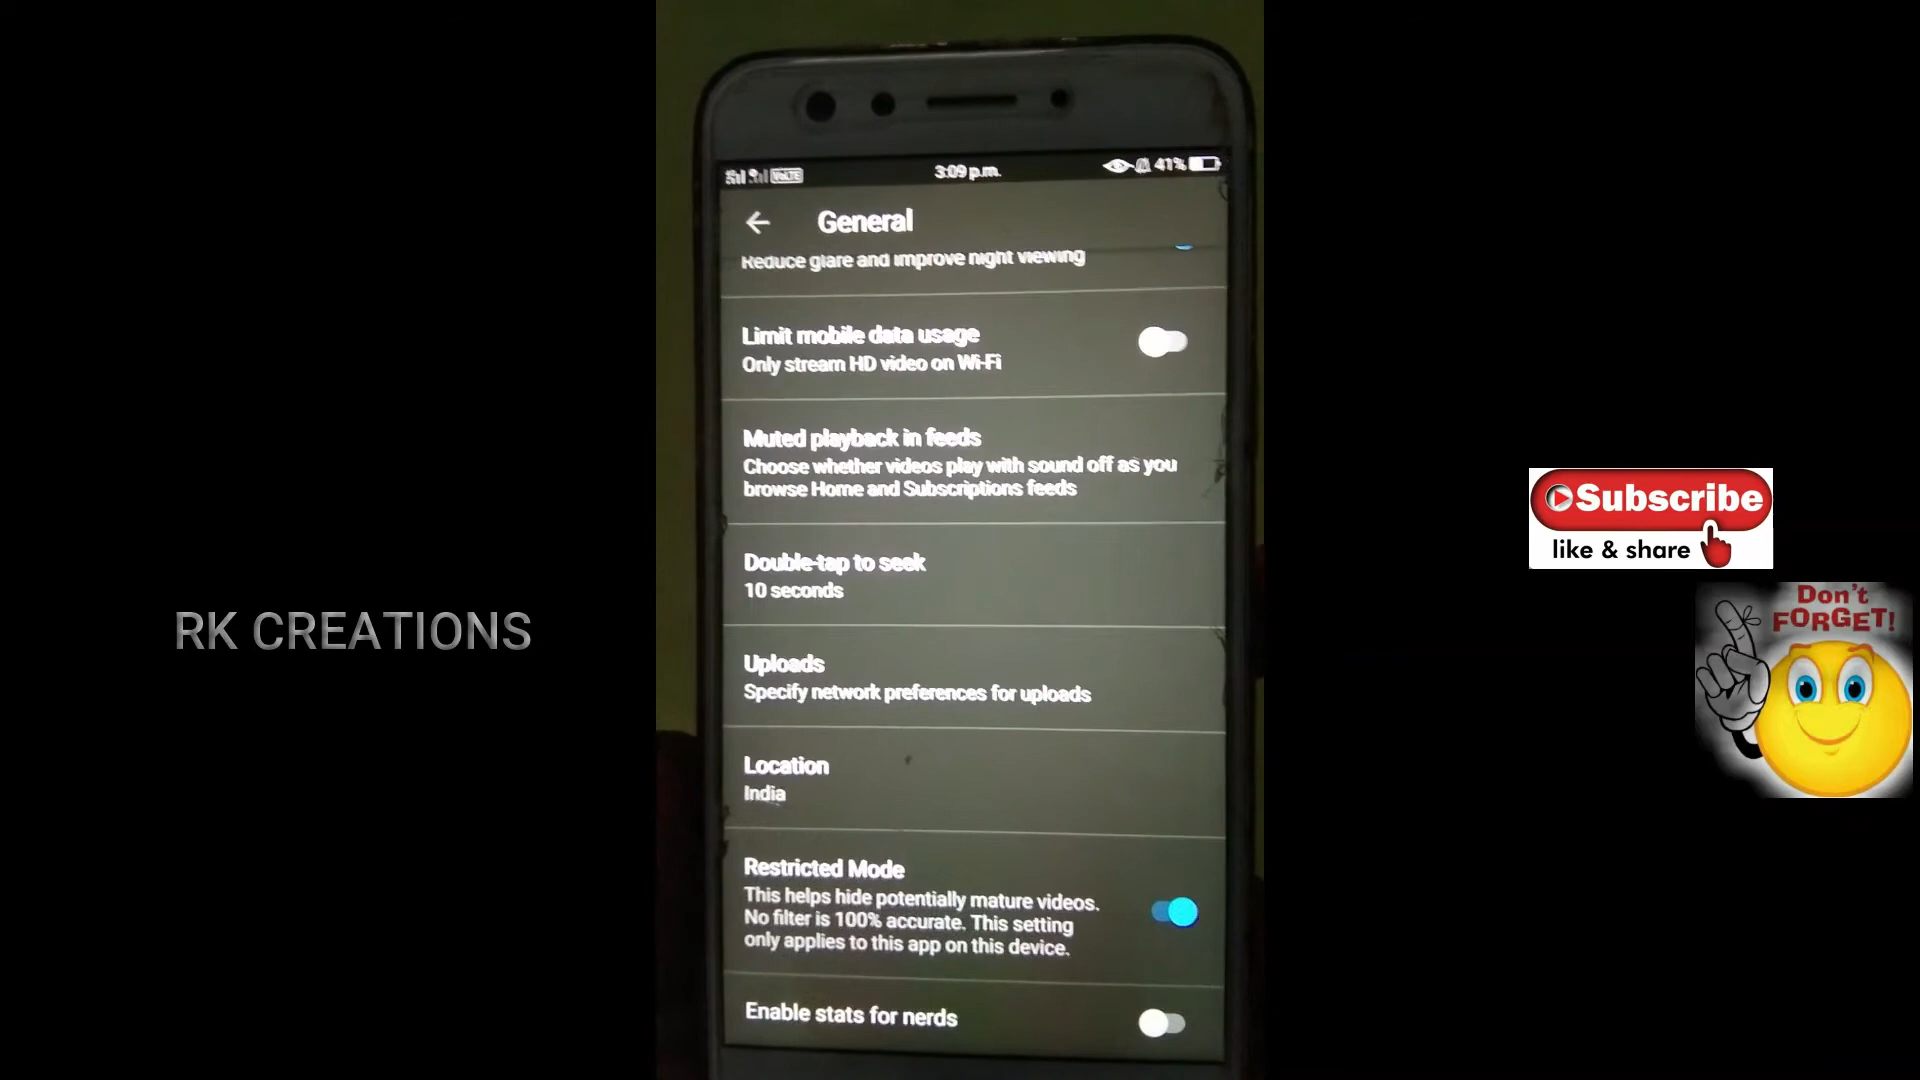 VoLTE
3:09 p.m.
41%
General
Reduce glare and improve night viewing
Limit mobile data usage
Only stream HD video on Wi-Fi
Muted playback in feeds
Choose whether videos play with sound off as you
browse Home and Subscriptions feeds
Double-tap to seek
10 seconds
Uploads
Specify network preferences for uploads
Location
India
Restricted Mode
This helps hide potentially mature videos.
No filter is 100% accurate. This setting
only applies to this app on this device.
Enable stats for nerds
RK CREATIONS
Subscribe
like & share
Don't
FORGET!